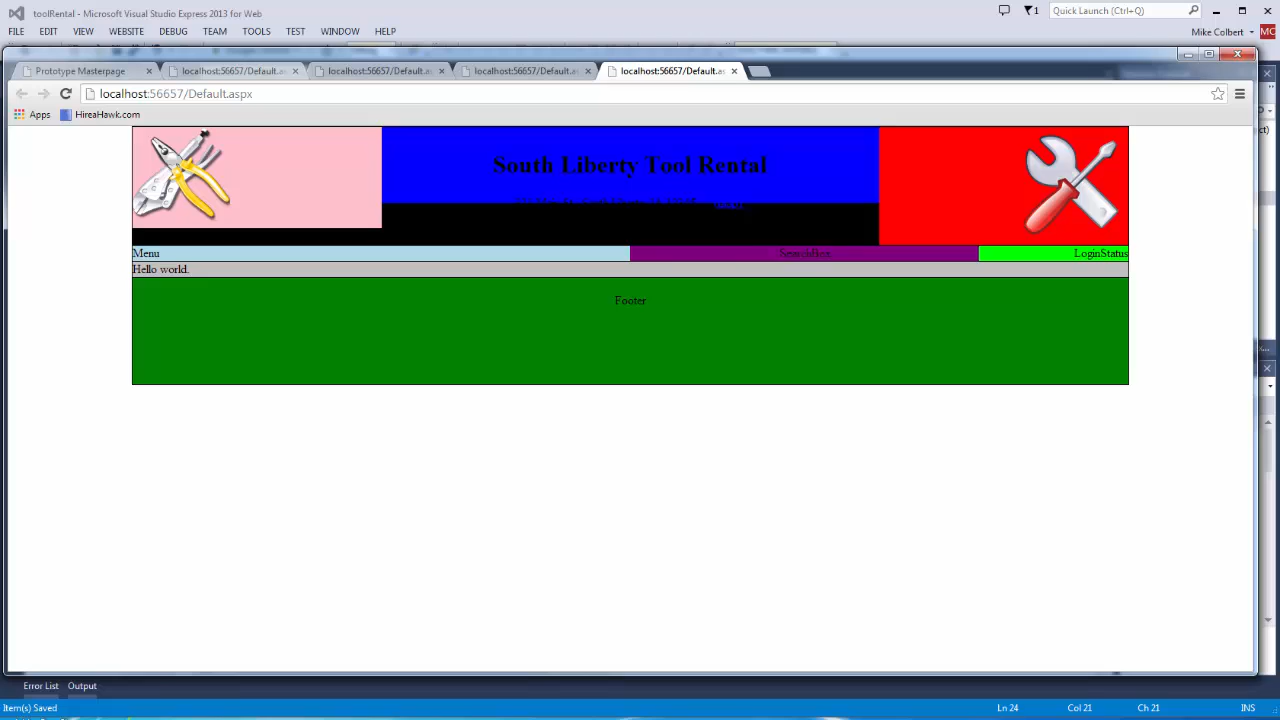 toolRental - Microsoft Visual Studio Express 2013 for Web
1
Quick Launch (Ctrl+Q)
FILE EDIT VIEW WEBSITE DEBUG TEAM TOOLS TEST WINDOW HELP
Mike Colbert MC
Prototype Masterpage
localhost:56657/Default.as
localhost:56657/Default.as
localhost:56657/Default.as
localhost:56657/Default.as
localhost:56657/Default.aspx
Apps HireaHawk.com
South Liberty Tool Rental
Menu SearchBox LoginStatus
Hello world.
Footer
Error List Output
Item(s) Saved Ln 24 Col 21 Ch 21 INS